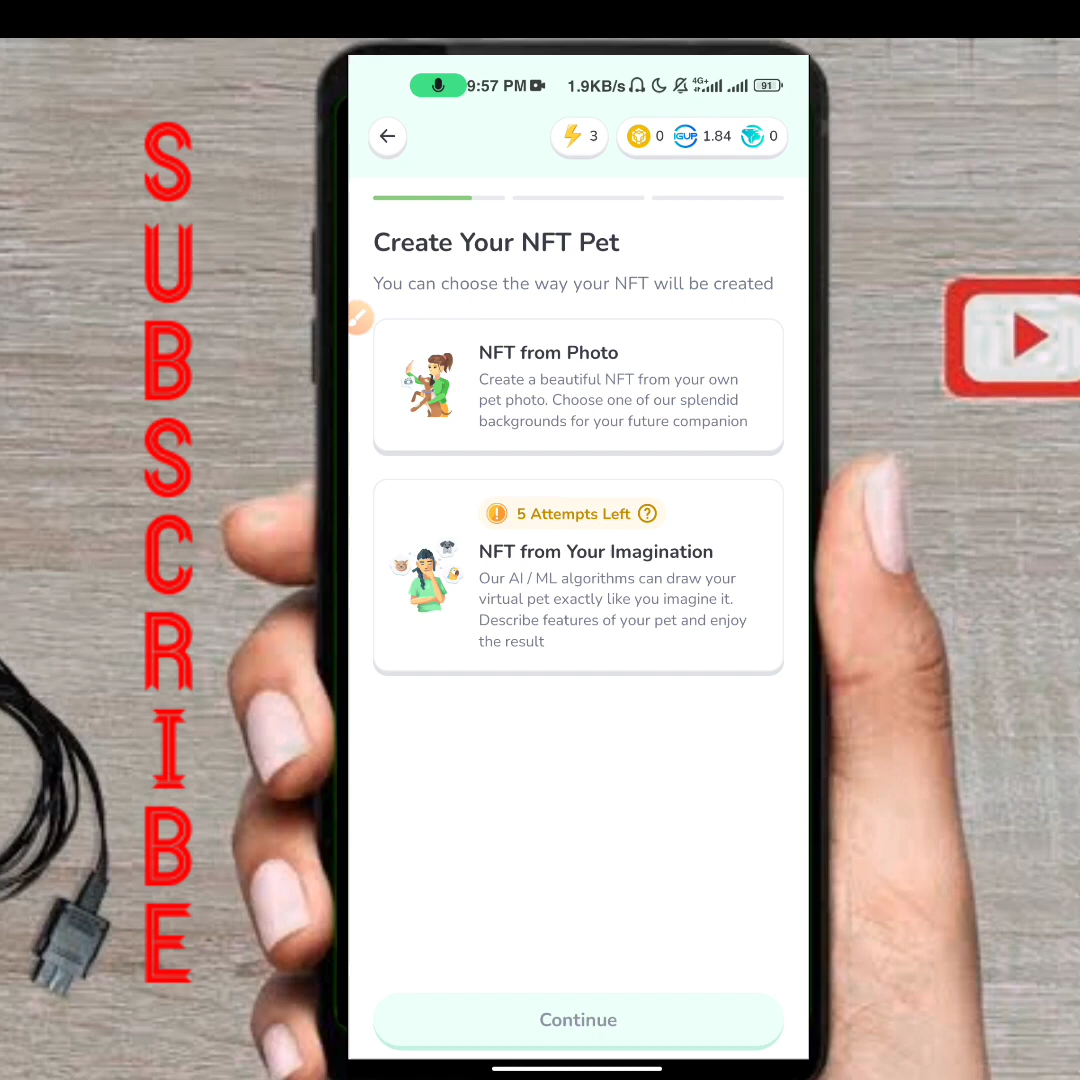 SUBSCRIBE
9:57 PM 1.9KB/s 4G+ 91
3 0 IGUP 1.84 0
Create Your NFT Pet
You can choose the way your NFT will be created
NFT from Photo
Create a beautiful NFT from your own
pet photo. Choose one of our splendid
backgrounds for your future companion
5 Attempts Left ?
NFT from Your Imagination
Our AI / ML algorithms can draw your
virtual pet exactly like you imagine it.
Describe features of your pet and enjoy
the result
Continue